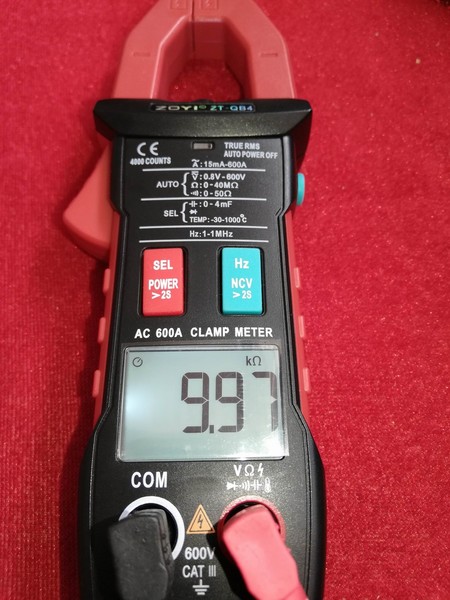 ZOYI® ZT-QB4
CE
4000 COUNTS
TRUE RMS
AUTO POWER OFF
A:15mA-600A
AUTO { V:0.8V-600V
Ω:0-40MΩ
:0-50Ω
SEL { :0-4mF
TEMP:-30-1000°C
Hz:1-1MHz
SEL
POWER
>2S
Hz
NCV
>2S
AC 600A CLAMP METER
kΩ
9.97
COM
VΩ
600V
CAT III